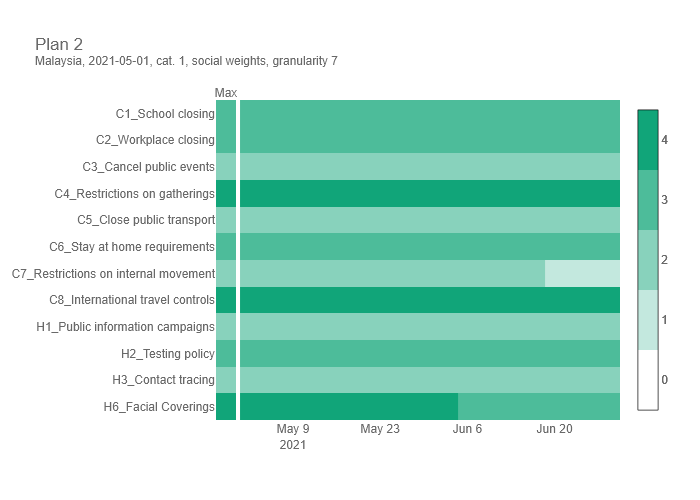 Plan 2
Malaysia, 2021-05-01, cat. 1, social weights, granularity 7
Max
C1_School closing
C2_Workplace closing
C3_Cancel public events
C4_Restrictions on gatherings
C5_Close public transport
C6_Stay at home requirements
C7_Restrictions on internal movement
C8_International travel controls
H1_Public information campaigns
H2_Testing policy
H3_Contact tracing
H6_Facial Coverings
May 9
2021
May 23
Jun 6
Jun 20
4
3
2
1
0